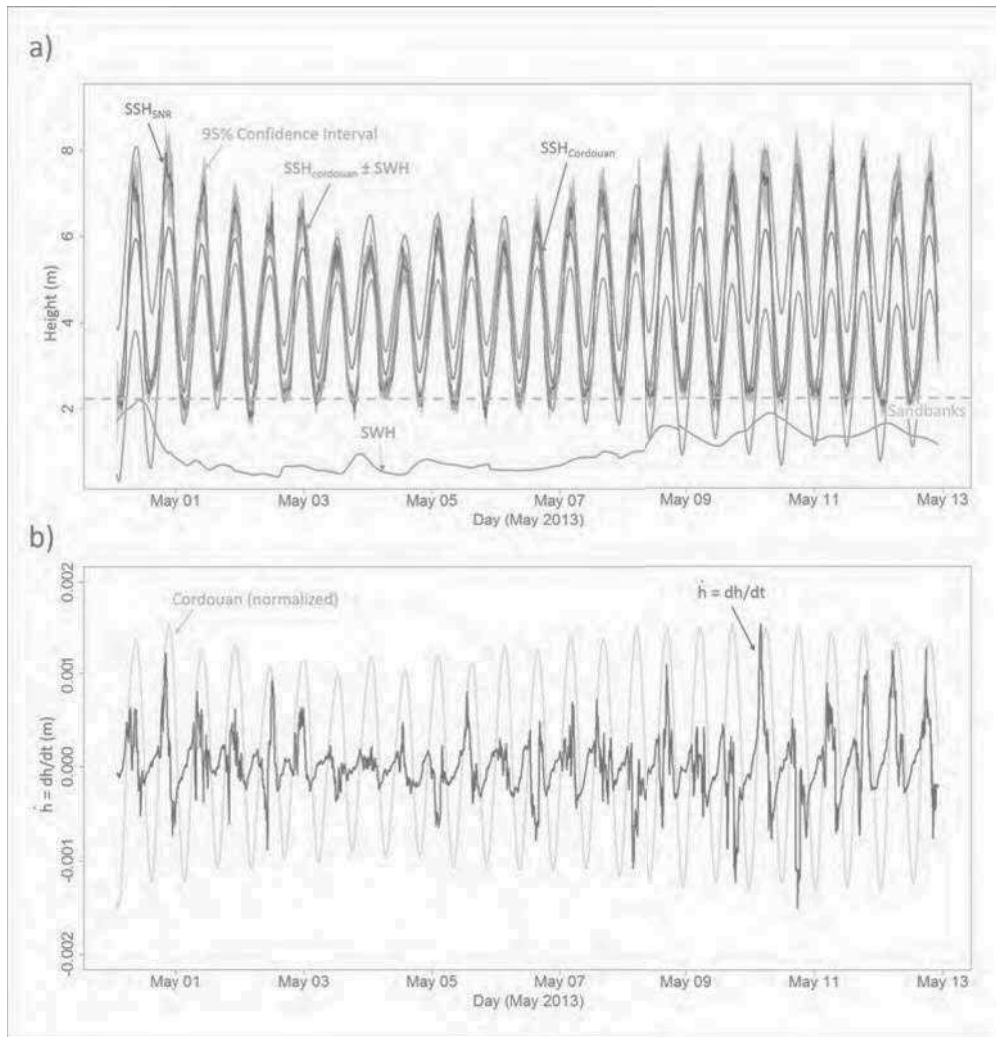 a)
SSH_SNR
95% Confidence Interval
SSH_cordouan ± SWH
SSH_Cordouan
8
6
4
2
Height (m)
SWH
Sandbanks
May 01 May 03 May 05 May 07 May 09 May 11 May 13
Day (May 2013)
b)
Cordouan (normalized)
ḣ = dh/dt
0.002
0.001
0.000
-0.001
-0.002
ḣ = dh/dt (m)
May 01 May 03 May 05 May 07 May 09 May 11 May 13
Day (May 2013)